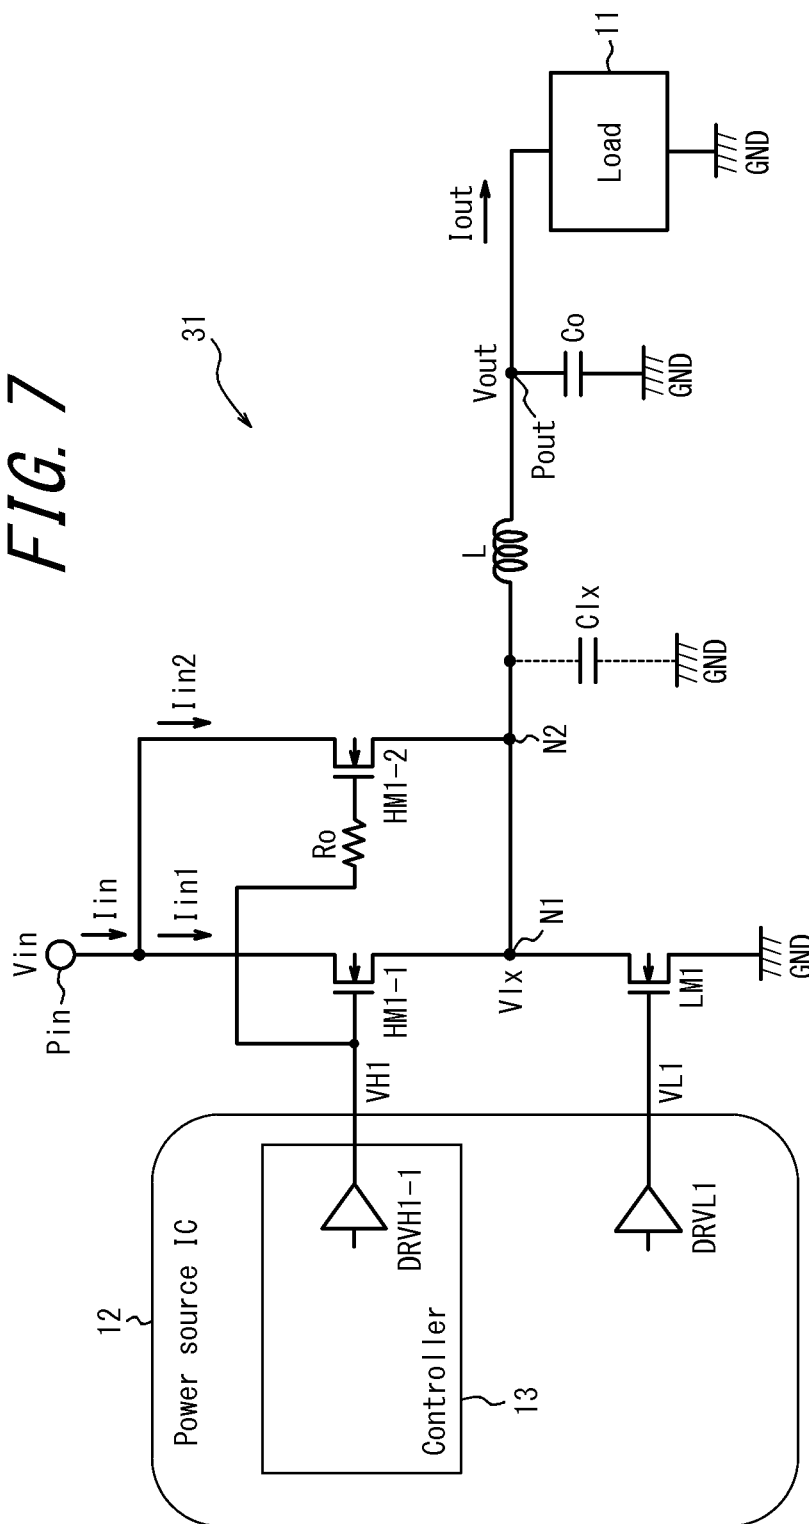 FIG. 7
31
Vin
Pin
Iin
Iin1
Iin2
12
Power source IC
Controller
13
DRVH1-1
VH1
HM1-1
Ro
HM1-2
Vlx
N1
N2
L
Clx
GND
Vout
Pout
Co
GND
Iout
Load
11
GND
DRVL1
VL1
LM1
GND